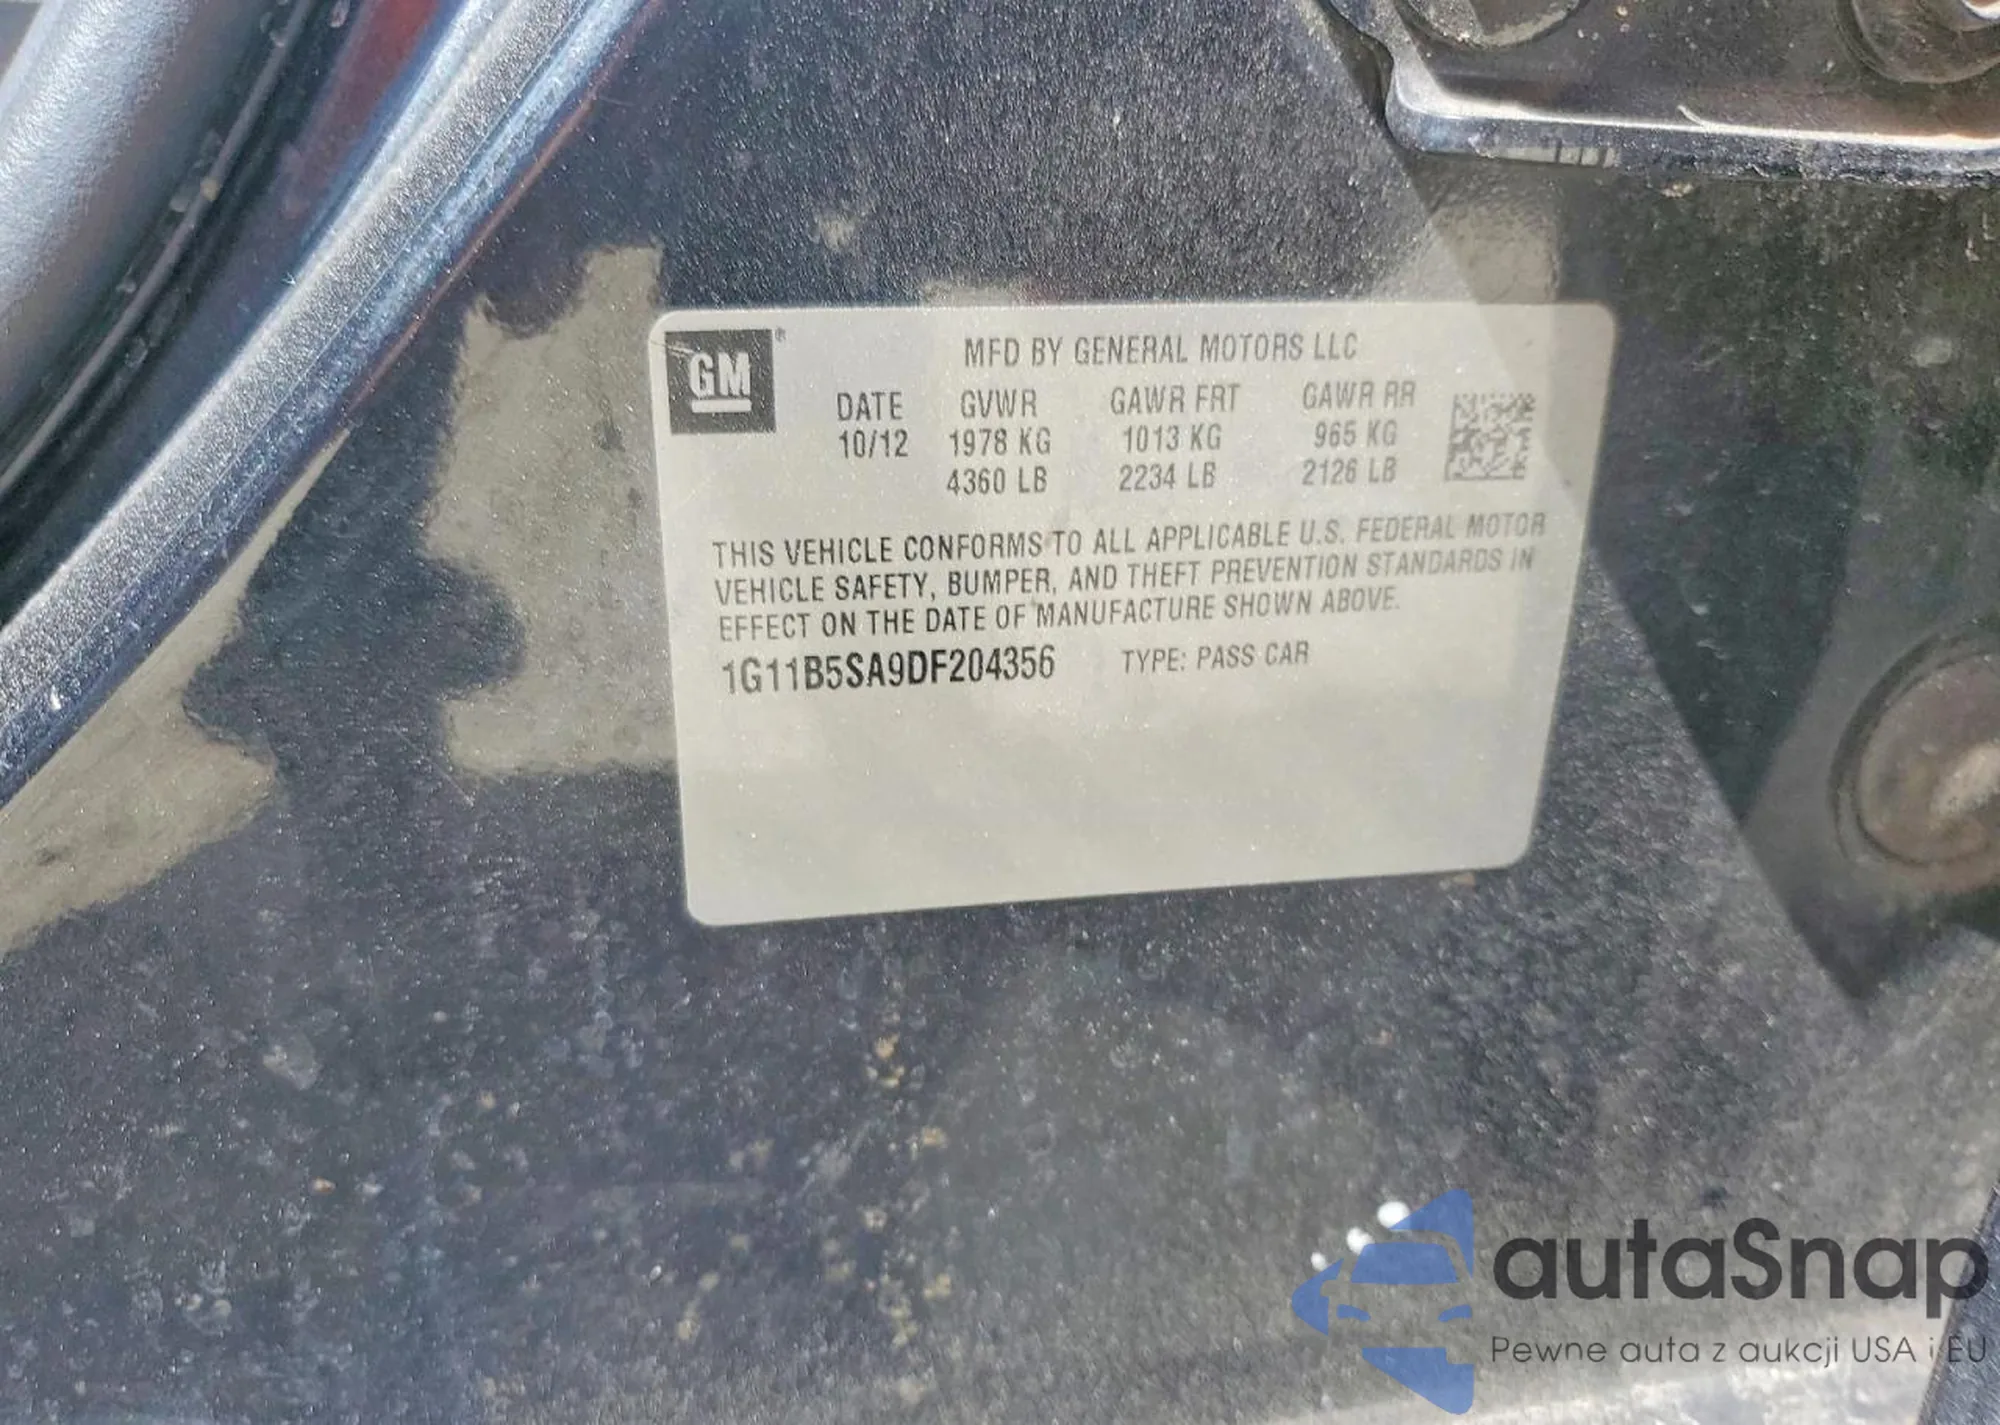 GM ®
MFD BY GENERAL MOTORS LLC
DATE GVWR GAWR FRT GAWR RR
10/12 1978 KG 1013 KG 965 KG
4360 LB 2234 LB 2126 LB
THIS VEHICLE CONFORMS TO ALL APPLICABLE U.S. FEDERAL MOTOR
VEHICLE SAFETY, BUMPER, AND THEFT PREVENTION STANDARDS IN
EFFECT ON THE DATE OF MANUFACTURE SHOWN ABOVE.
1G11B5SA9DF204356 TYPE: PASS CAR
autaSnap
Pewne auta z aukcji USA i EU